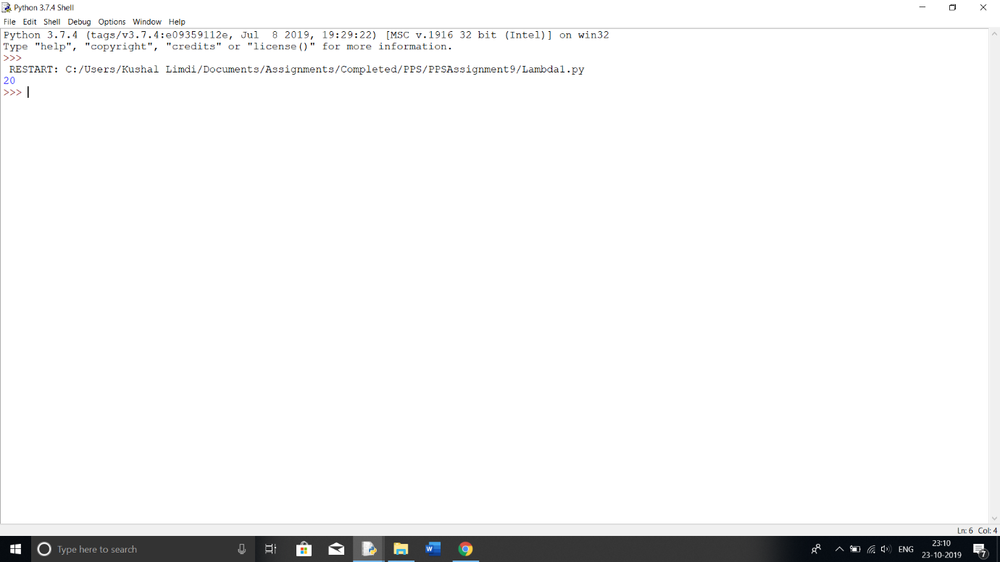 Python 3.7.4 Shell
File Edit Shell Debug Options Window Help
Python 3.7.4 (tags/v3.7.4:e09359112e, Jul  8 2019, 19:29:22) [MSC v.1916 32 bit (Intel)] on win32
Type "help", "copyright", "credits" or "license()" for more information.
>>>
 RESTART: C:/Users/Kushal Limdi/Documents/Assignments/Completed/PPS/PPSAssignment9/Lambda1.py
20
>>>
Ln: 6 Col: 4
Type here to search
W
ENG
23:10
23-10-2019
7